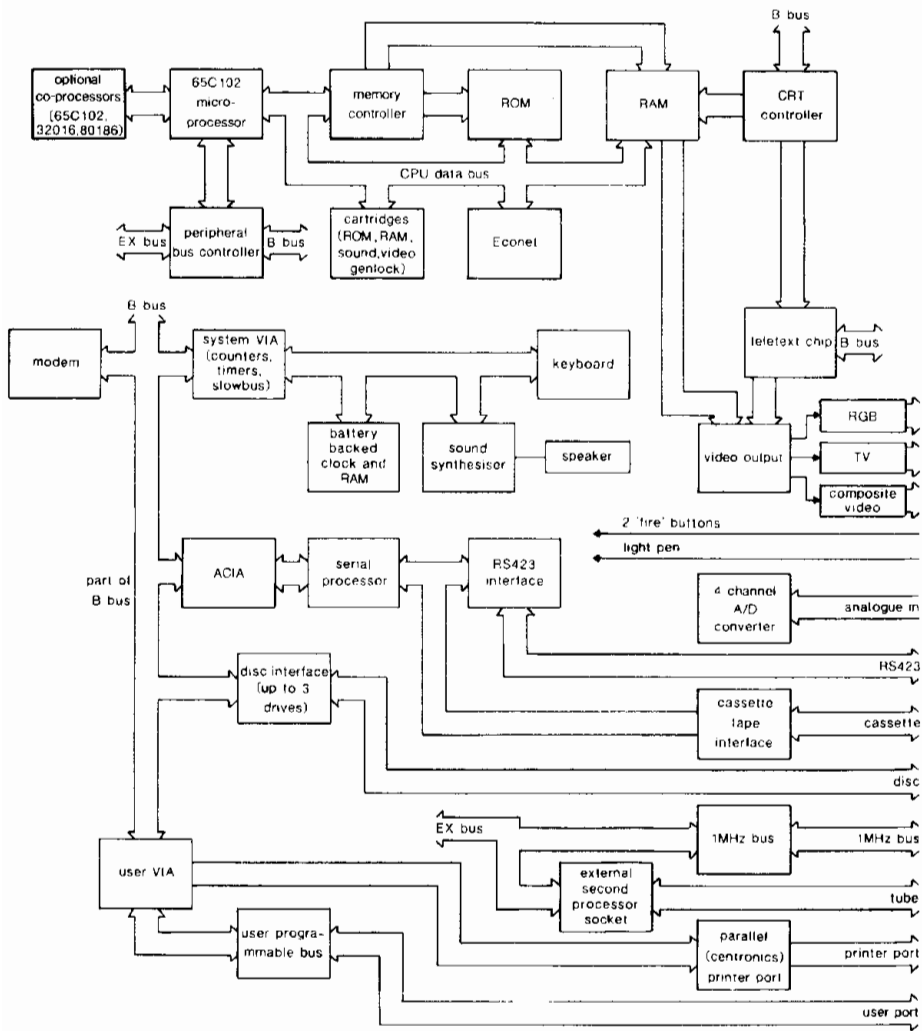 B bus
optional
co-processors
[65C102,
32016,80186]
65C102
micro-
processor
memory
controller
ROM
RAM
CRT
controller
CPU data bus
EX bus
peripheral
bus controller
B bus
cartridges
(ROM, RAM,
sound,video
genlock)
Econet
B bus
modem
system VIA
(counters,
timers,
slowbus)
keyboard
teletext chip
B bus
battery
backed
clock and
RAM
sound
synthesisor
speaker
video output
RGB
TV
composite
video
2 'fire' buttons
light pen
part of
B bus
ACIA
serial
processor
RS423
interface
4 channel
A/D
converter
analogue in
RS423
disc interface
(up to 3
drives)
cassette
tape
interface
cassette
disc
EX bus
1MHz bus
1MHz bus
user VIA
external
second
processor
socket
tube
user progra-
mmable bus
parallel
(centronics)
printer port
printer port
user port